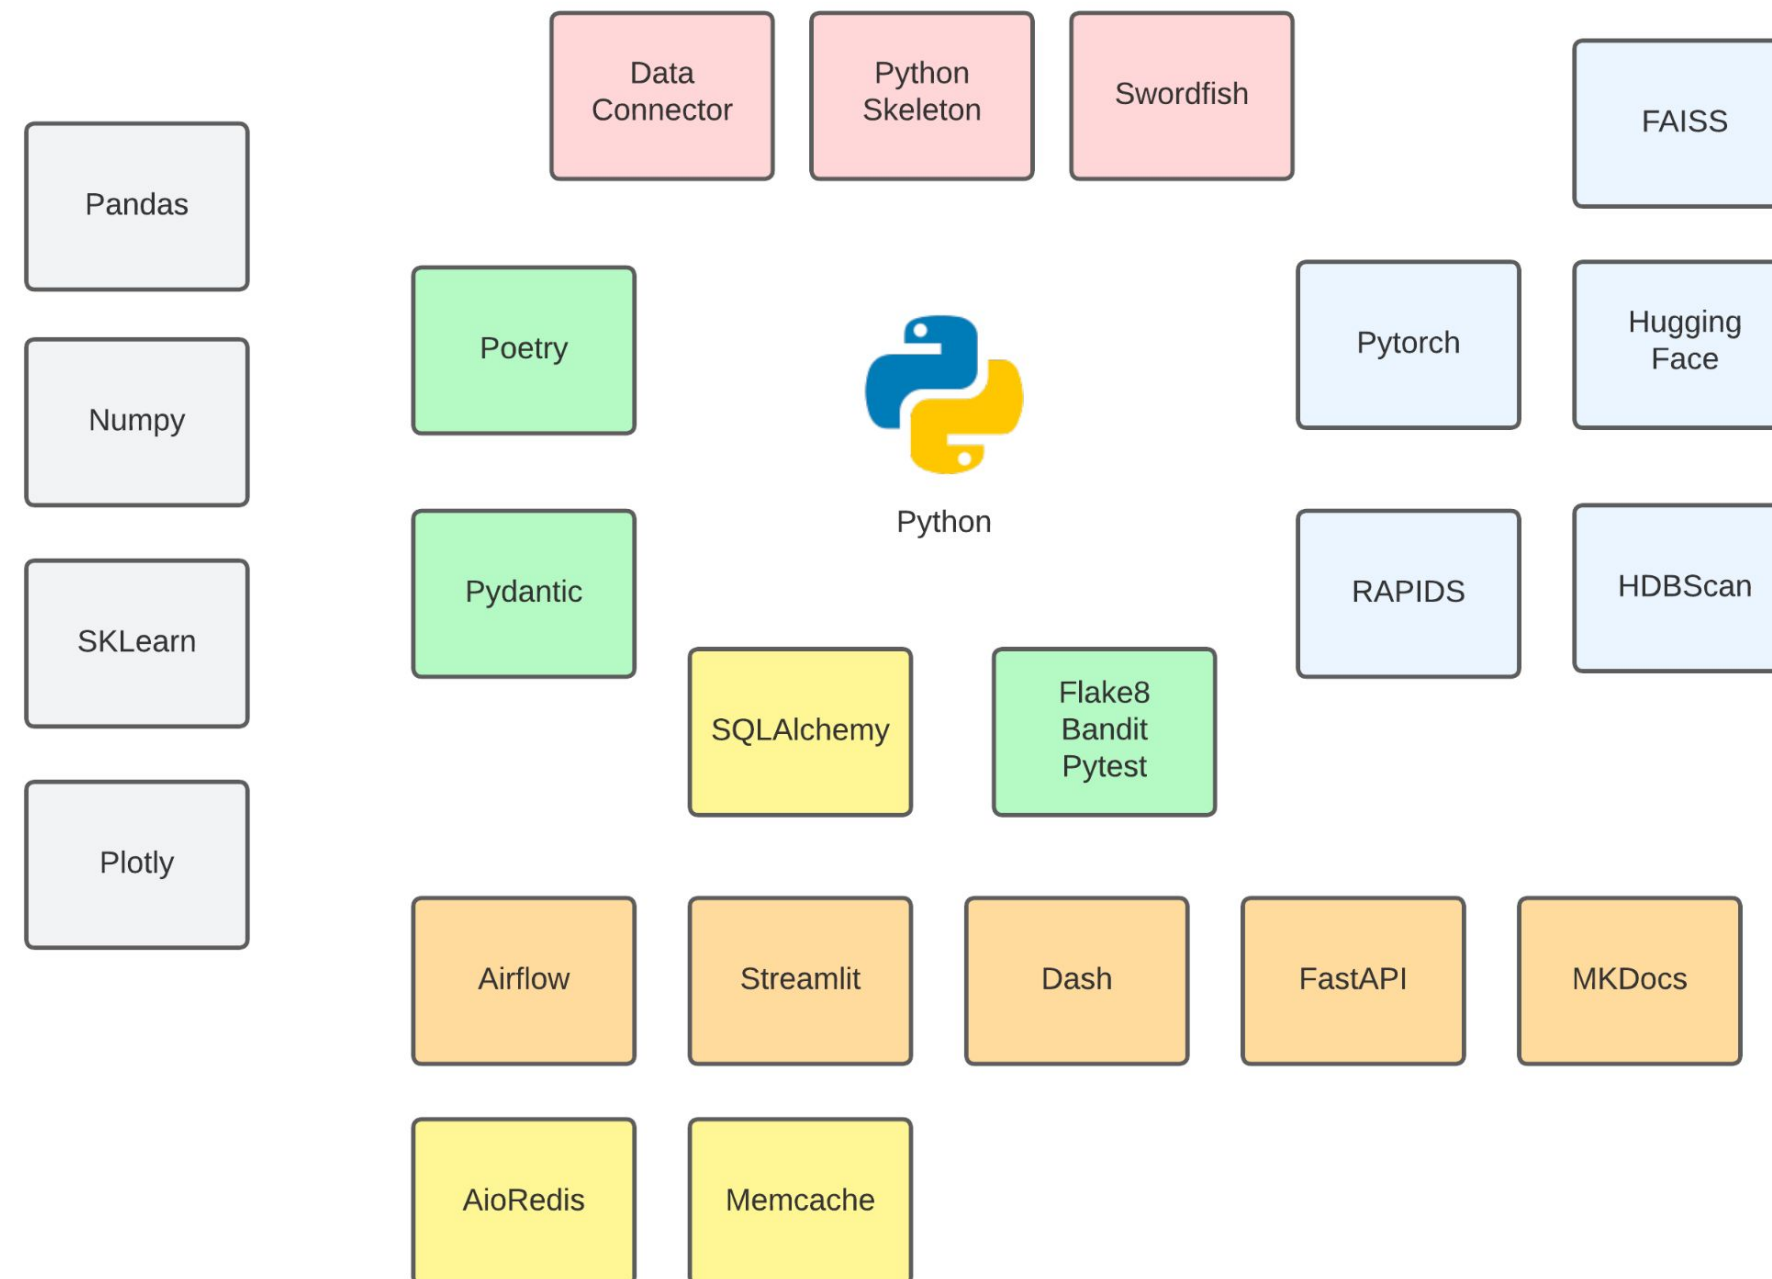 Data
Connector
Python
Skeleton
Swordfish
FAISS
Pandas
Poetry
Pytorch
Hugging
Face
Numpy
Python
Pydantic
RAPIDS
HDBScan
SKLearn
SQLAlchemy
Flake8
Bandit
Pytest
Plotly
Airflow
Streamlit
Dash
FastAPI
MKDocs
AioRedis
Memcache